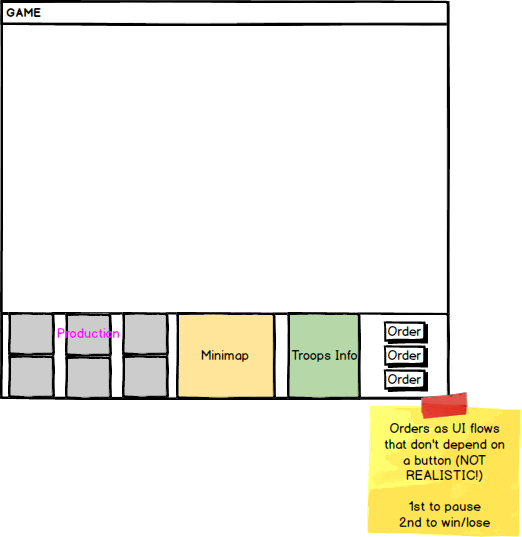 GAME
Production
Minimap
Troops Info
Order
Order
Order
Orders as UI flows
that don't depend on
a button (NOT
REALISTIC!)
1st to pause
2nd to win/lose